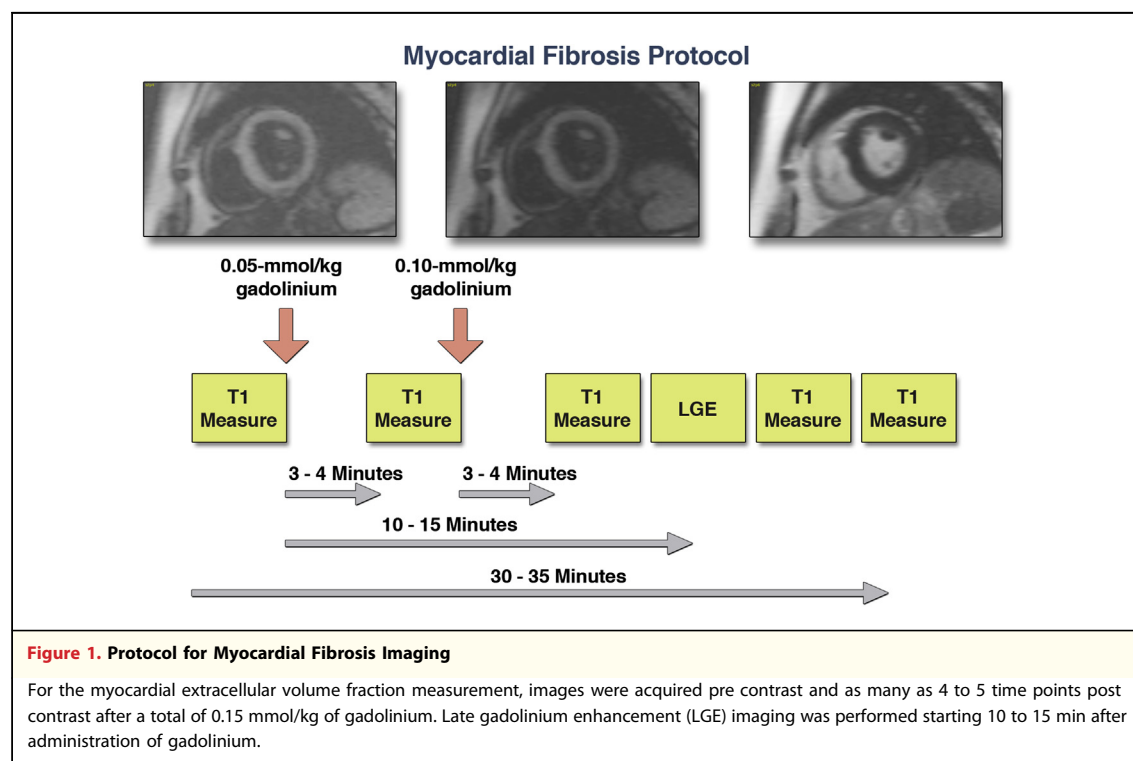 Myocardial Fibrosis Protocol
0.05-mmol/kg
gadolinium
0.10-mmol/kg
gadolinium
T1
Measure
T1
Measure
T1
Measure
LGE
T1
Measure
T1
Measure
3 - 4 Minutes
3 - 4 Minutes
10 - 15 Minutes
30 - 35 Minutes
Figure 1. Protocol for Myocardial Fibrosis Imaging
For the myocardial extracellular volume fraction measurement, images were acquired pre contrast and as many as 4 to 5 time points post
contrast after a total of 0.15 mmol/kg of gadolinium. Late gadolinium enhancement (LGE) imaging was performed starting 10 to 15 min after
administration of gadolinium.